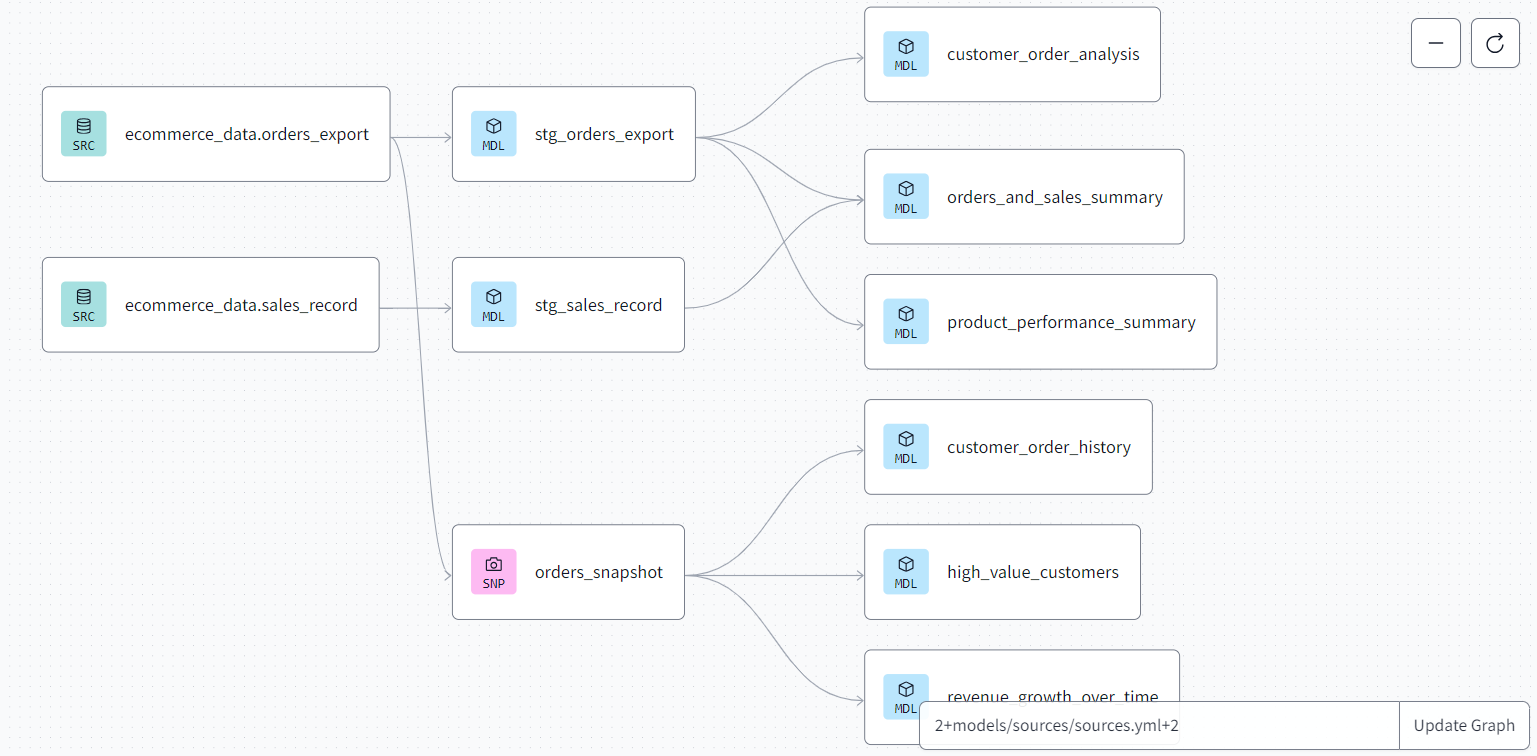 SRC
ecommerce_data.orders_export
SRC
ecommerce_data.sales_record
MDL
stg_orders_export
MDL
stg_sales_record
SNP
orders_snapshot
MDL
customer_order_analysis
MDL
orders_and_sales_summary
MDL
product_performance_summary
MDL
customer_order_history
MDL
high_value_customers
MDL
revenue_growth_over_time
2+models/sources/sources.yml+2
Update Graph